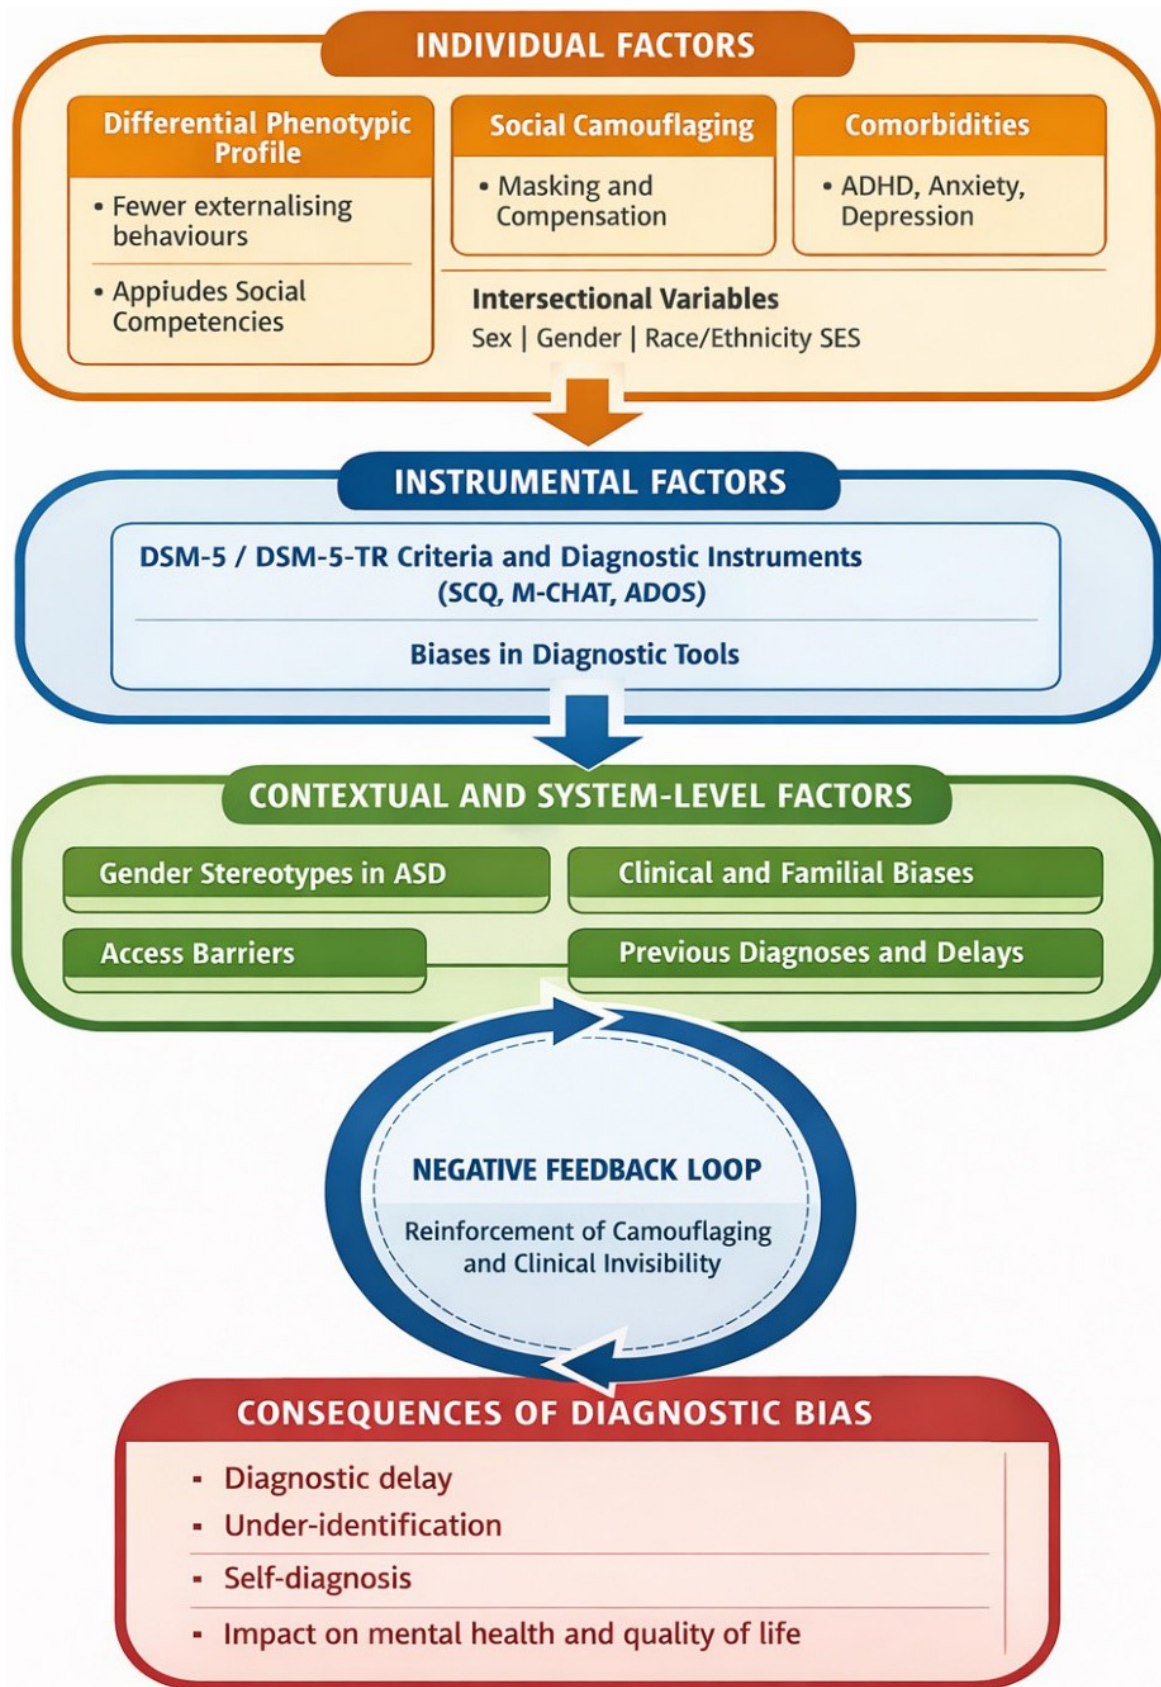 INDIVIDUAL FACTORS
Differential Phenotypic
Profile
• Fewer externalising
behaviours
• Appiudes Social
Competencies
Social Camouflaging
• Masking and
Compensation
Comorbidities
• ADHD, Anxiety,
Depression
Intersectional Variables
Sex | Gender | Race/Ethnicity SES
INSTRUMENTAL FACTORS
DSM-5 / DSM-5-TR Criteria and Diagnostic Instruments
(SCQ, M-CHAT, ADOS)
Biases in Diagnostic Tools
CONTEXTUAL AND SYSTEM-LEVEL FACTORS
Gender Stereotypes in ASD
Clinical and Familial Biases
Access Barriers
Previous Diagnoses and Delays
NEGATIVE FEEDBACK LOOP
Reinforcement of Camouflaging
and Clinical Invisibility
CONSEQUENCES OF DIAGNOSTIC BIAS
- Diagnostic delay
- Under-identification
- Self-diagnosis
- Impact on mental health and quality of life